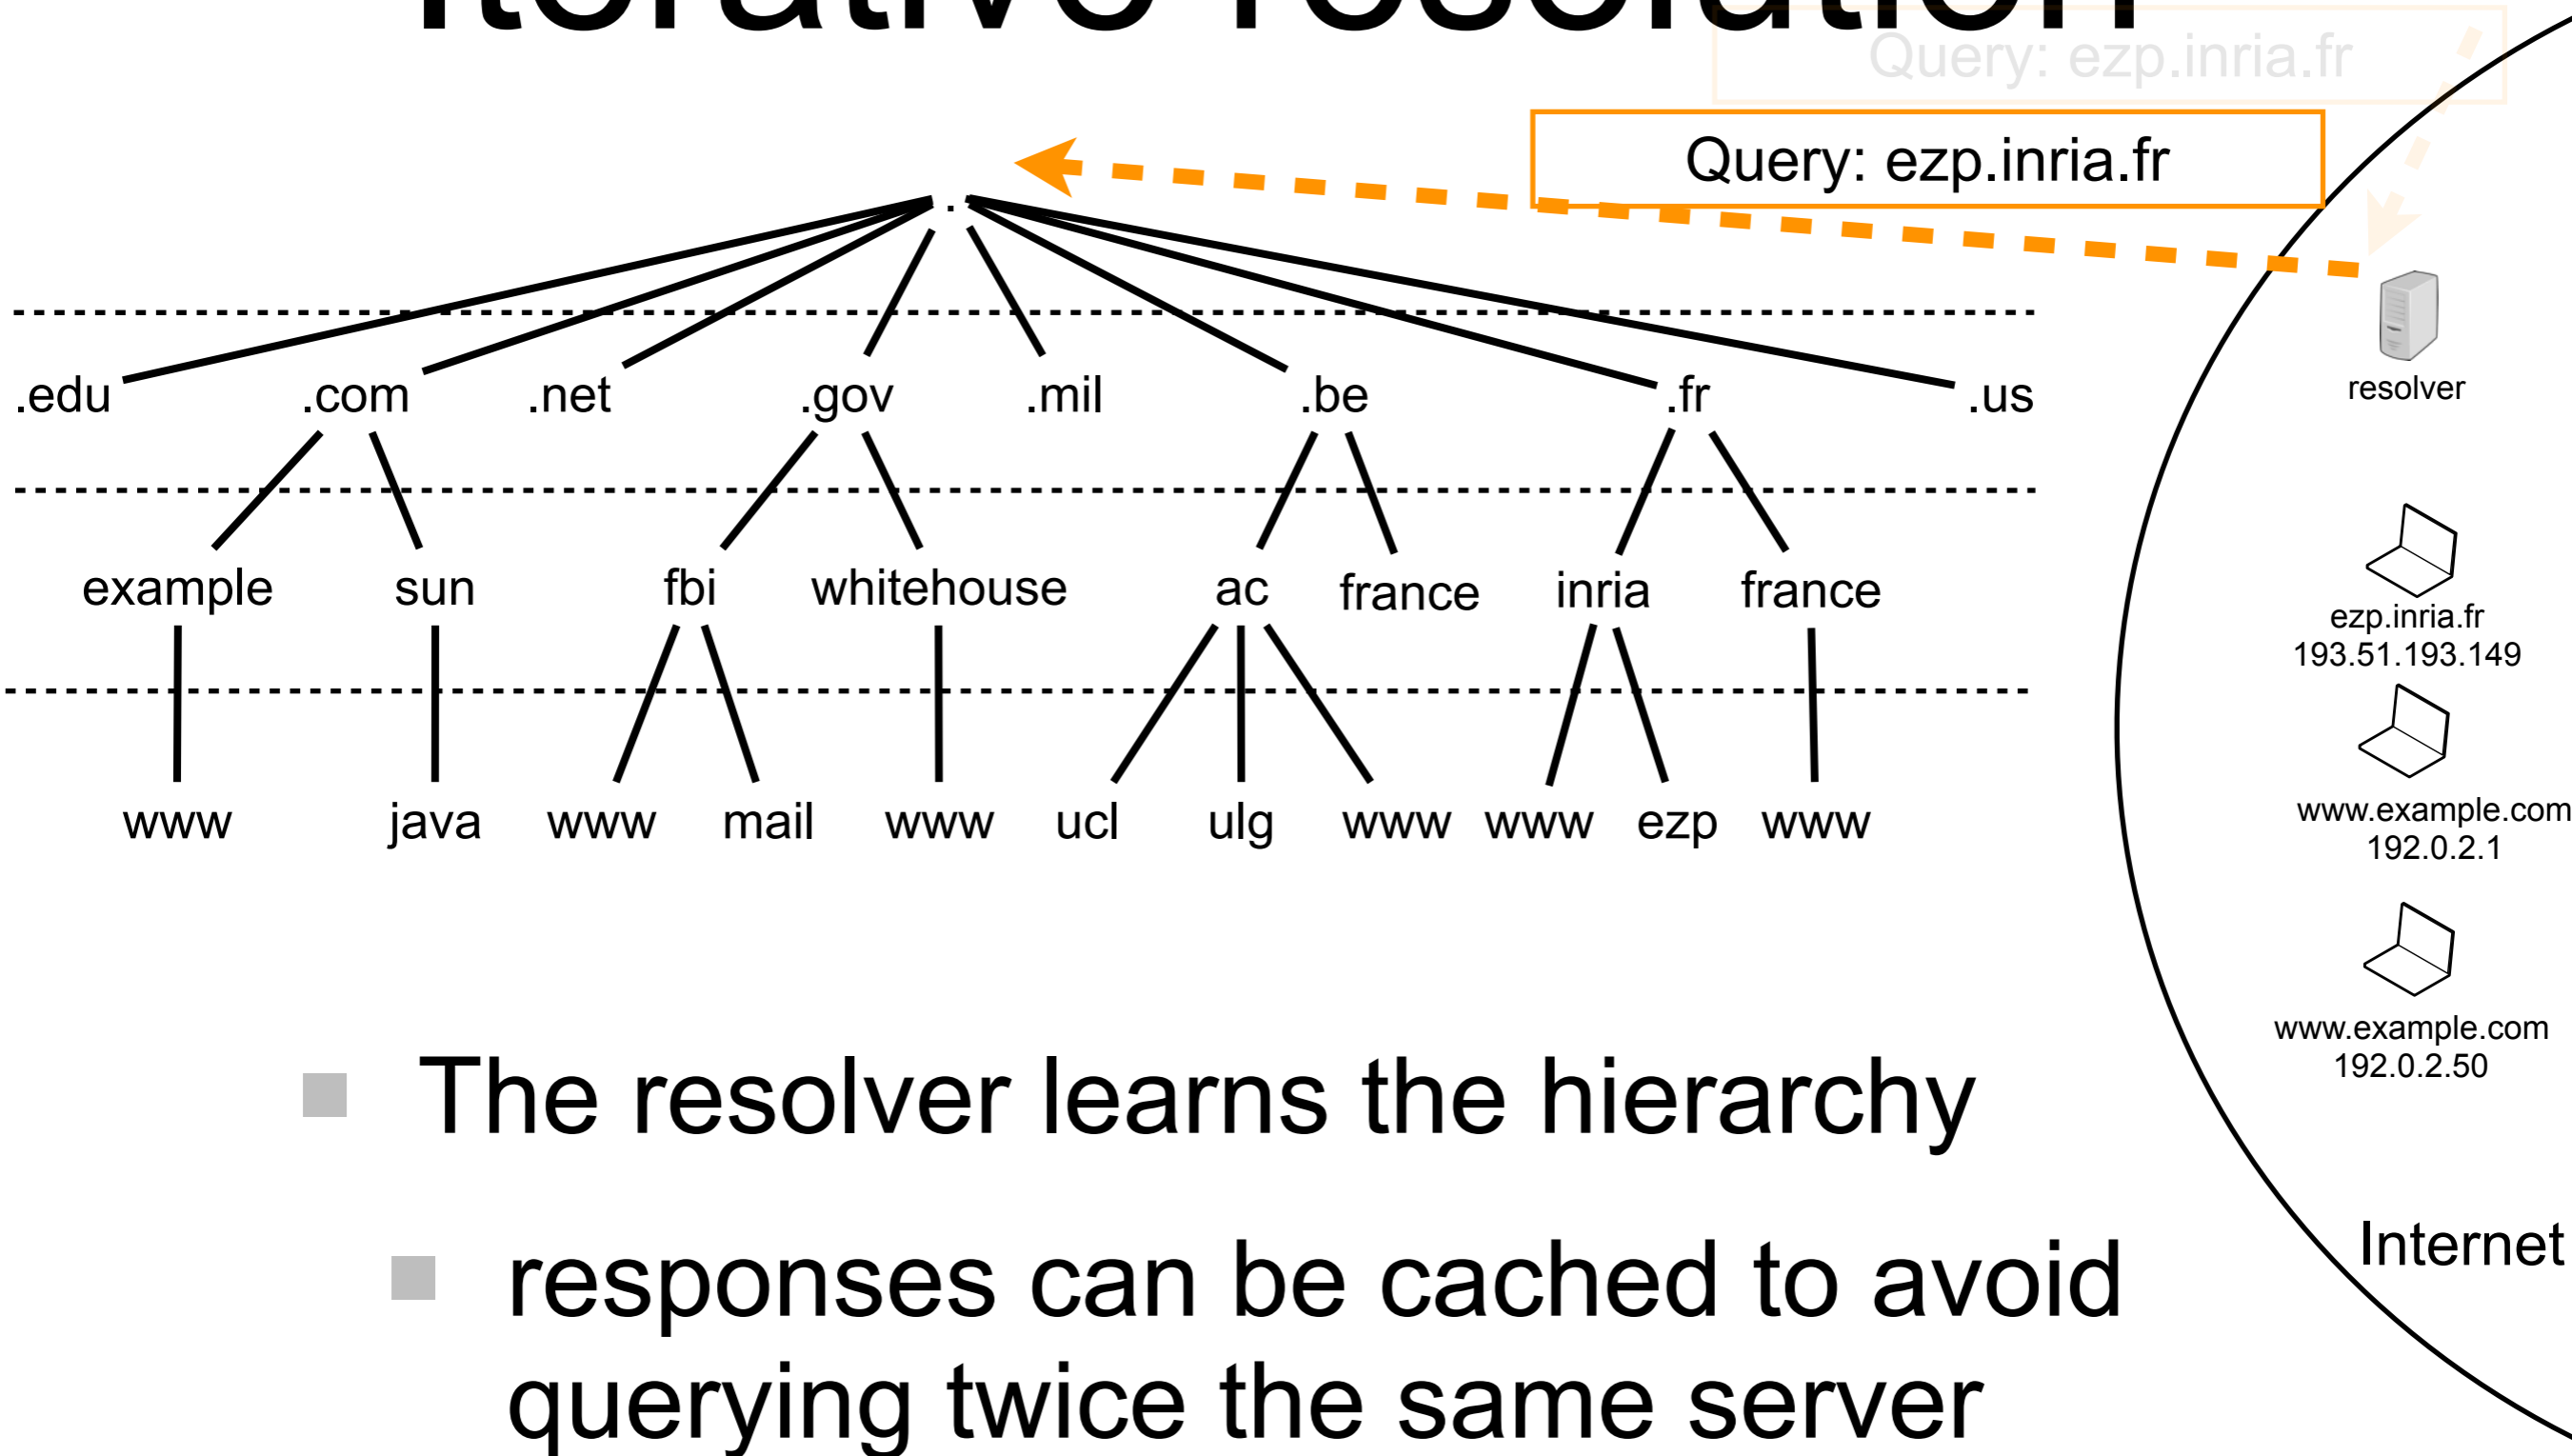 Iterative resolution
Query: ezp.inria.fr
Query: ezp.inria.fr
.
.edu .com .net .gov .mil .be .fr .us
resolver
example sun fbi whitehouse ac france inria france
ezp.inria.fr
193.51.193.149
www java www mail www ucl ulg www www ezp www
www.example.com
192.0.2.1
www.example.com
192.0.2.50
The resolver learns the hierarchy
responses can be cached to avoid
querying twice the same server
Internet